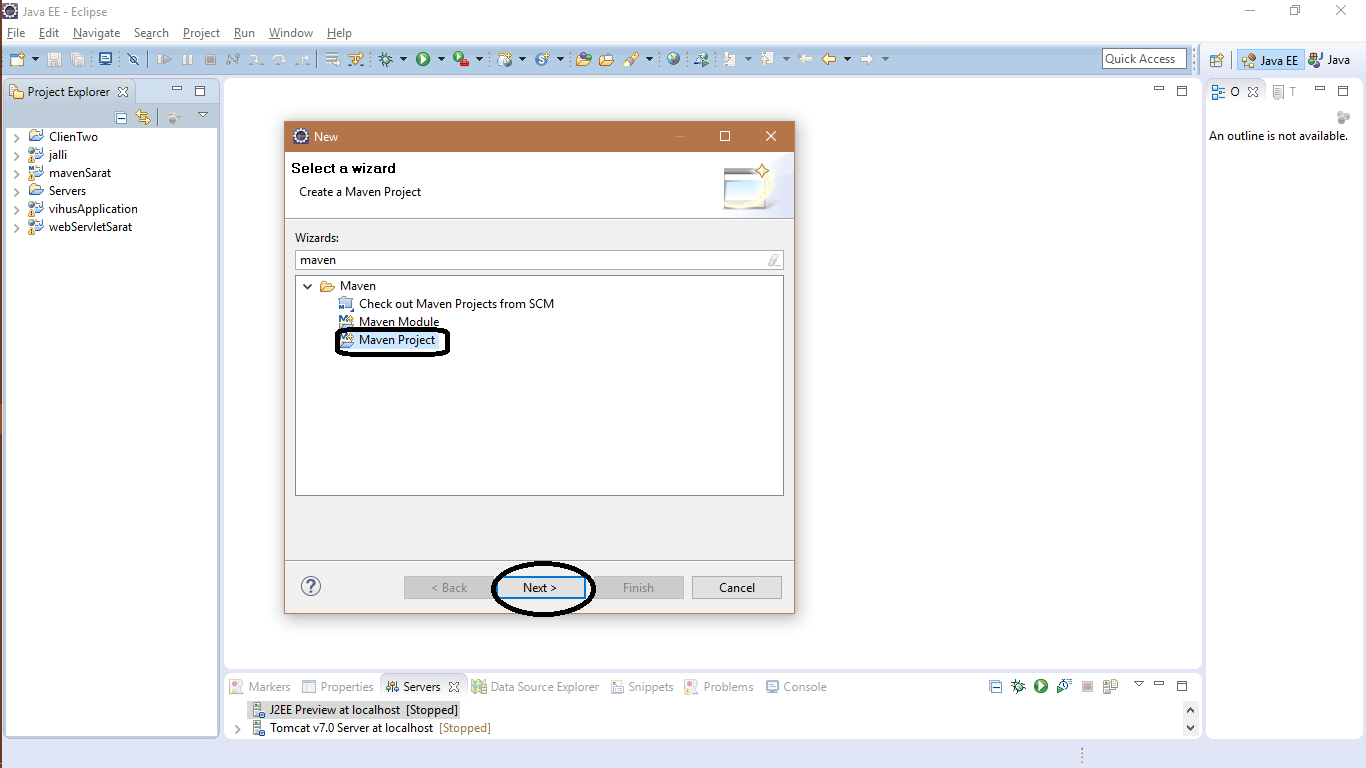 Java EE - Eclipse
File Edit Navigate Search Project Run Window Help
Quick Access
Java EE
Java
Project Explorer
ClienTwo
jalli
mavenSarat
Servers
vihusApplication
webServletSarat
New
Select a wizard
Create a Maven Project
Wizards:
maven
Maven
Check out Maven Projects from SCM
Maven Module
Maven Project
?
< Back
Next >
Finish
Cancel
O
T
An outline is not available.
Markers Properties Servers Data Source Explorer Snippets Problems Console
J2EE Preview at localhost [Stopped]
Tomcat v7.0 Server at localhost [Stopped]